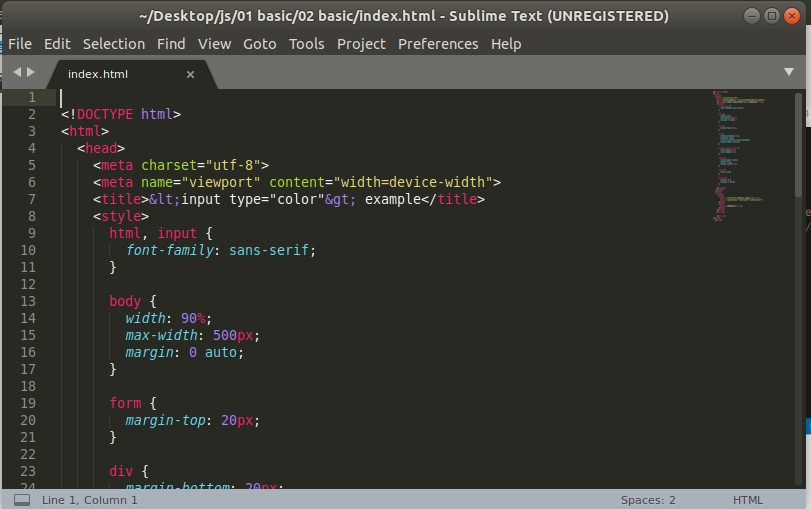 ~/Desktop/js/01 basic/02 basic/index.html - Sublime Text (UNREGISTERED)
File Edit Selection Find View Goto Tools Project Preferences Help
index.html
1
2 <!DOCTYPE html>
3 <html>
4 <head>
5 <meta charset="utf-8">
6 <meta name="viewport" content="width=device-width">
7 <title>&lt;input type="color"&gt; example</title>
8 <style>
9 html, input {
10 font-family: sans-serif;
11 }
12
13 body {
14 width: 90%;
15 max-width: 500px;
16 margin: 0 auto;
17 }
18
19 form {
20 margin-top: 20px;
21 }
22
23 div {
24 margin-bottom: 20px;
Line 1, Column 1 Spaces: 2 HTML